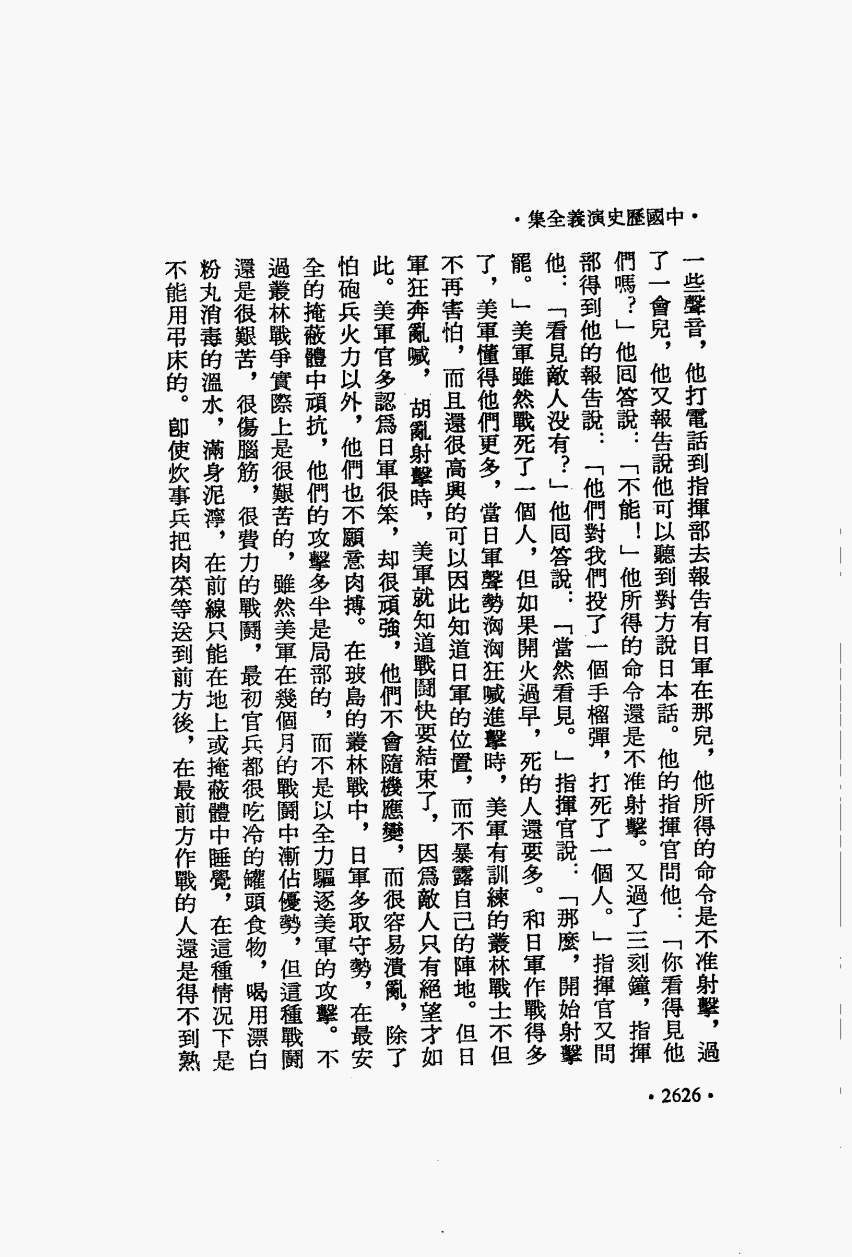 •中國歷史演義全集•
一些聲音，他打電話到指揮部去報告有日軍在那兒，他所得的命令是不准射擊，過
了一會兒，他又報告說他可以聽到對方說日本話。他的指揮官問他：「你看得見他
們嗎？」他囘答說：「不能！」他所得的命令還是不准射擊。又過了三刻鐘，指揮
部得到他的報告說：「他們對我們投了一個手榴彈，打死了一個人。」指揮官又問
他：「看見敵人没有？」他囘答說：「當然看見。」指揮官說：「那麼，開始射擊
罷。」美軍雖然戰死了一個人，但如果開火過早，死的人還要多。和日軍作戰得多
了，美軍懂得他們更多，當日軍聲勢洶洶狂喊進擊時，美軍有訓練的叢林戰士不但
不再害怕，而且還很高興的可以因此知道日軍的位置，而不暴露自己的陣地。但日
軍狂奔亂喊，胡亂射擊時，美軍就知道戰鬪快要結束了，因爲敵人只有絕望才如
此。美軍官多認爲日軍很笨，却很頑強，他們不會隨機應變，而很容易潰亂，除了
怕砲兵火力以外，他們也不願意肉搏。在玻島的叢林戰中，日軍多取守勢，在最安
全的掩蔽體中頑抗，他們的攻擊多半是局部的，而不是以全力驅逐美軍的攻擊。不
過叢林戰爭實際上是很艱苦的，雖然美軍在幾個月的戰鬪中漸佔優勢，但這種戰鬪
還是很艱苦，很傷腦筋，很費力的戰鬪，最初官兵都很吃冷的罐頭食物，喝用漂白
粉丸消毒的溫水，滿身泥濘，在前線只能在地上或掩蔽體中睡覺，在這種情况下是
不能用弔床的。卽使炊事兵把肉菜等送到前方後，在最前方作戰的人還是得不到熟
•2626•